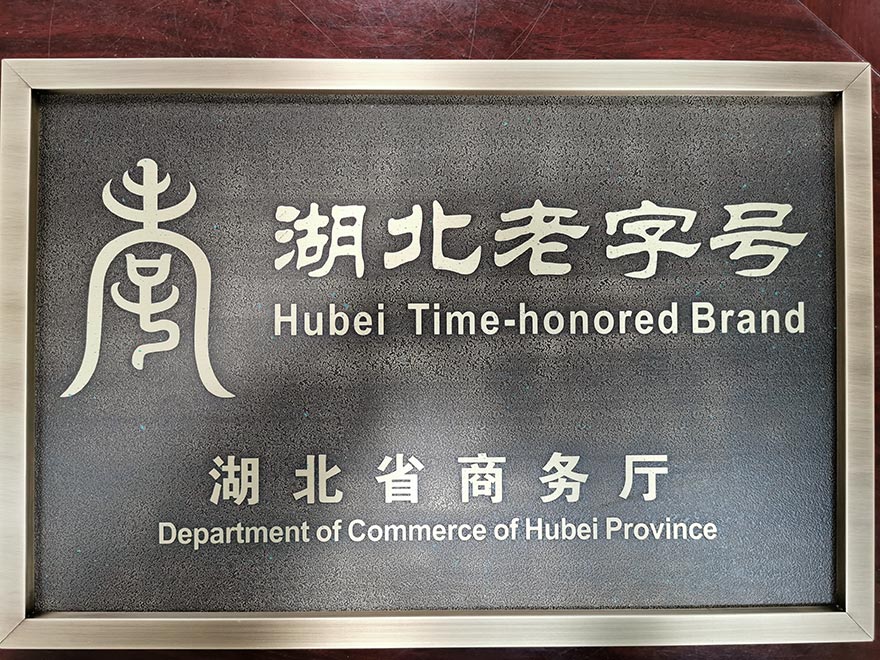 湖北老字号
Hubei Time-honored Brand
湖北省商务厅
Department of Commerce of Hubei Province